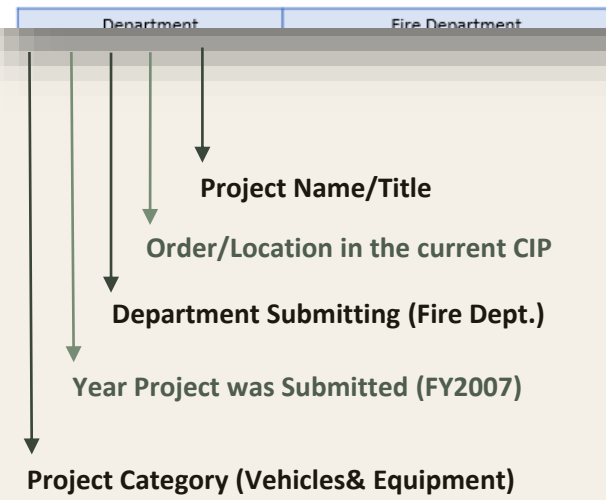 Department Fire Department
Project Name/Title
Order/Location in the current CIP
Department Submitting (Fire Dept.)
Year Project was Submitted (FY2007)
Project Category (Vehicles& Equipment)